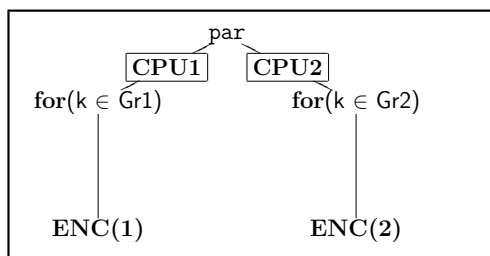 par
CPU1 CPU2
for(k ∈ Gr1) for(k ∈ Gr2)
ENC(1) ENC(2)